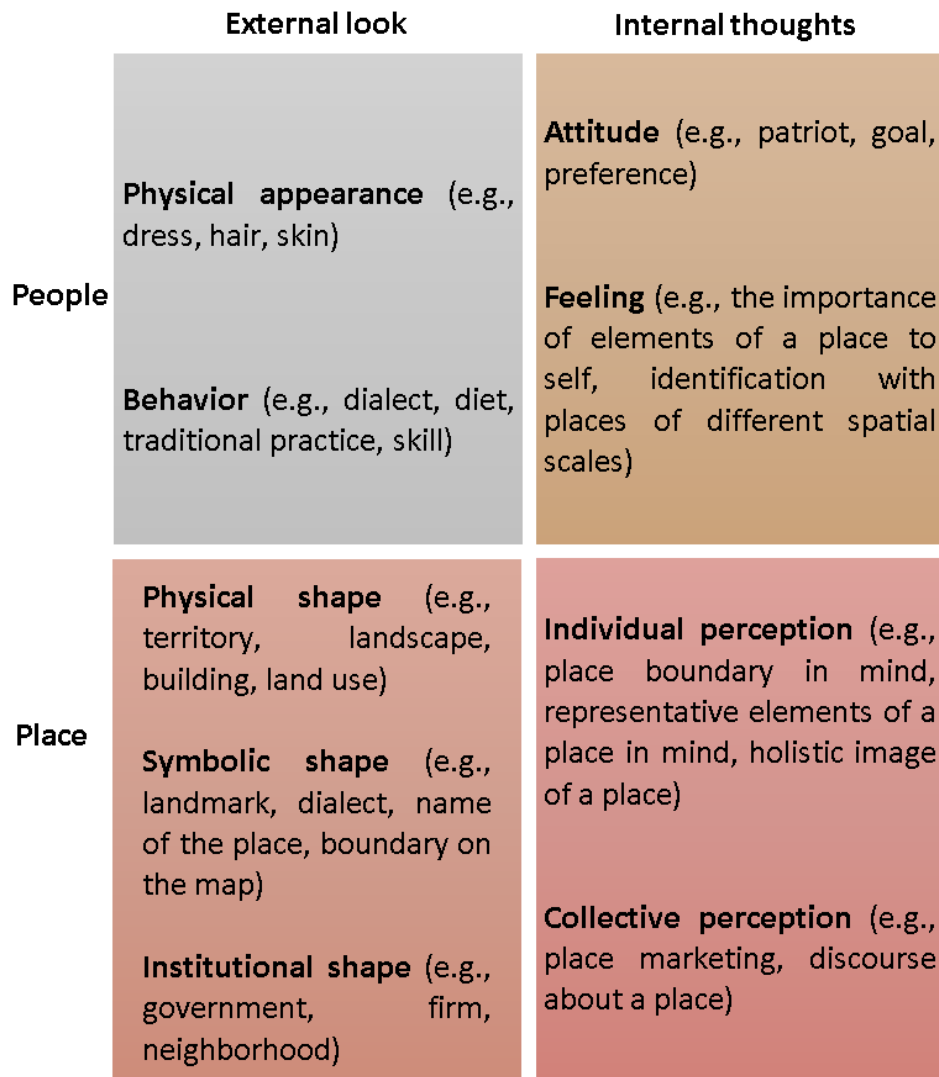 External look
Internal thoughts
People
Physical appearance (e.g.,
dress, hair, skin)
Behavior (e.g., dialect, diet,
traditional practice, skill)
Attitude (e.g., patriot, goal,
preference)
Feeling (e.g., the importance
of elements of a place to
self, identification with
places of different spatial
scales)
Place
Physical shape (e.g.,
territory, landscape,
building, land use)
Symbolic shape (e.g.,
landmark, dialect, name
of the place, boundary on
the map)
Institutional shape (e.g.,
government, firm,
neighborhood)
Individual perception (e.g.,
place boundary in mind,
representative elements of a
place in mind, holistic image
of a place)
Collective perception (e.g.,
place marketing, discourse
about a place)